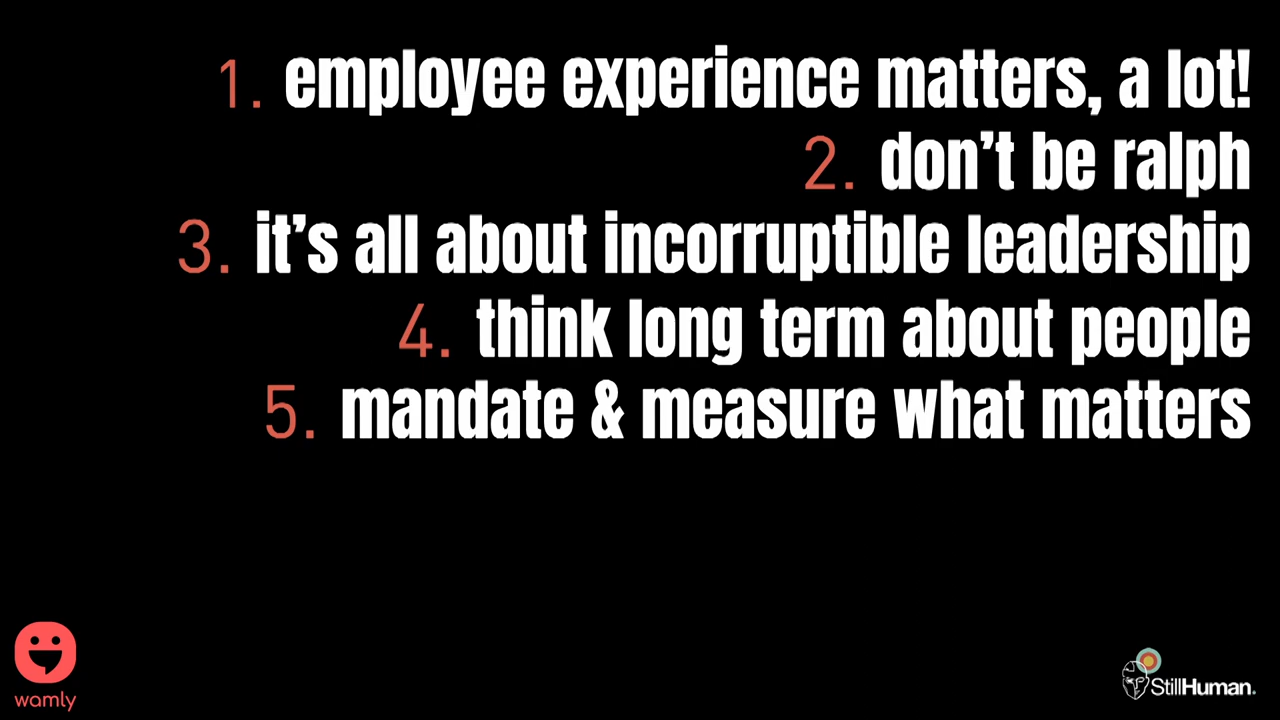 1. employee experience matters, a lot!
2. don't be ralph
3. it's all about incorruptible leadership
4. think long term about people
5. mandate & measure what matters
wamly
StillHuman.